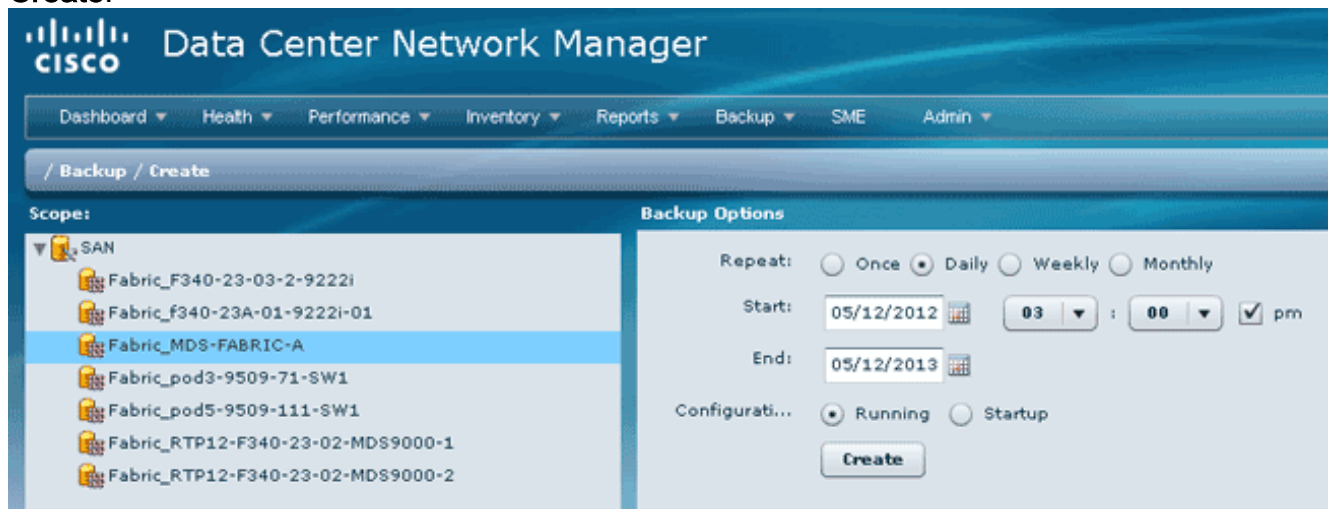 Create.
CISCO Data Center Network Manager
Dashboard Health Performance Inventory Reports Backup SME Admin
/ Backup / Create
Scope:
SAN
Fabric_F340-23-03-2-9222i
Fabric_f340-23A-01-9222i-01
Fabric_MDS-FABRIC-A
Fabric_pod3-9509-71-SW1
Fabric_pod5-9509-111-SW1
Fabric_RTP12-F340-23-02-MDS9000-1
Fabric_RTP12-F340-23-02-MDS9000-2
Backup Options
Repeat: Once Daily Weekly Monthly
Start: 05/12/2012 03 : 00 pm
End: 05/12/2013
Configurati... Running Startup
Create